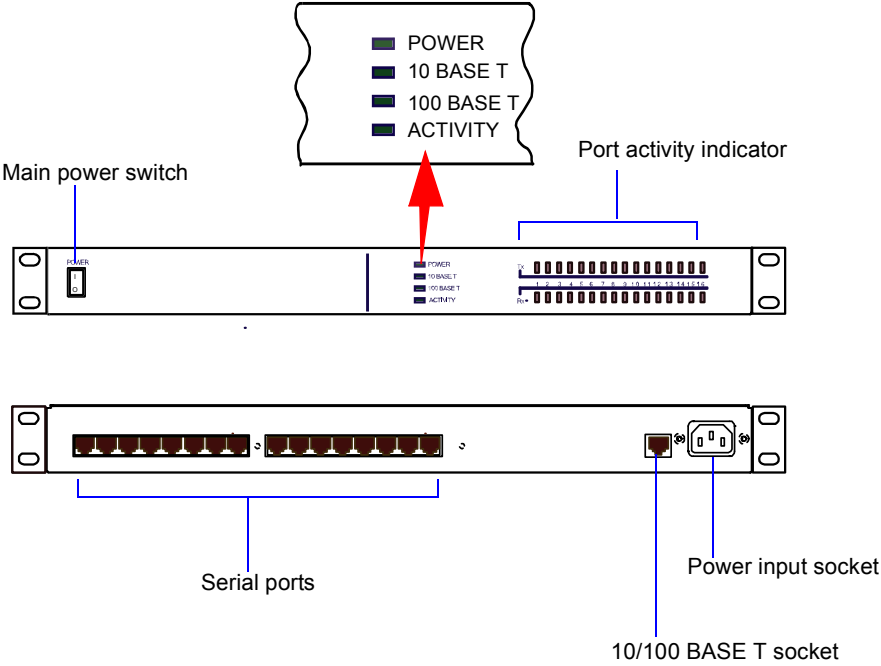 POWER
10 BASE T
100 BASE T
ACTIVITY
Port activity indicator
Main power switch
POWER
I
O
POWER
10 BASE T
100 BASE T
ACTIVITY
Tx
1 2 3 4 5 6 7 8 9 10 11 12 13 14 15 16
Rx
Serial ports
Power input socket
10/100 BASE T socket